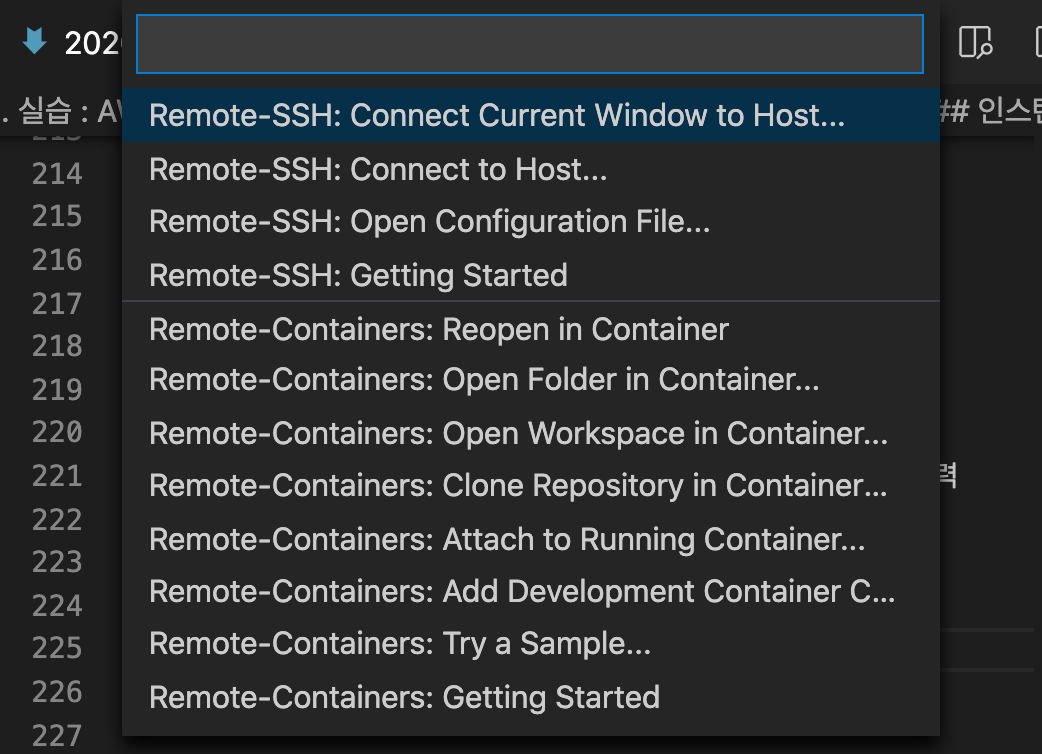 202
. 실습 : AV
## 인스턴
Remote-SSH: Connect Current Window to Host...
Remote-SSH: Connect to Host...
Remote-SSH: Open Configuration File...
Remote-SSH: Getting Started
Remote-Containers: Reopen in Container
Remote-Containers: Open Folder in Container...
Remote-Containers: Open Workspace in Container...
Remote-Containers: Clone Repository in Container...
Remote-Containers: Attach to Running Container...
Remote-Containers: Add Development Container C...
Remote-Containers: Try a Sample...
Remote-Containers: Getting Started
213
214
215
216
217
218
219
220
221
222
223
224
225
226
227